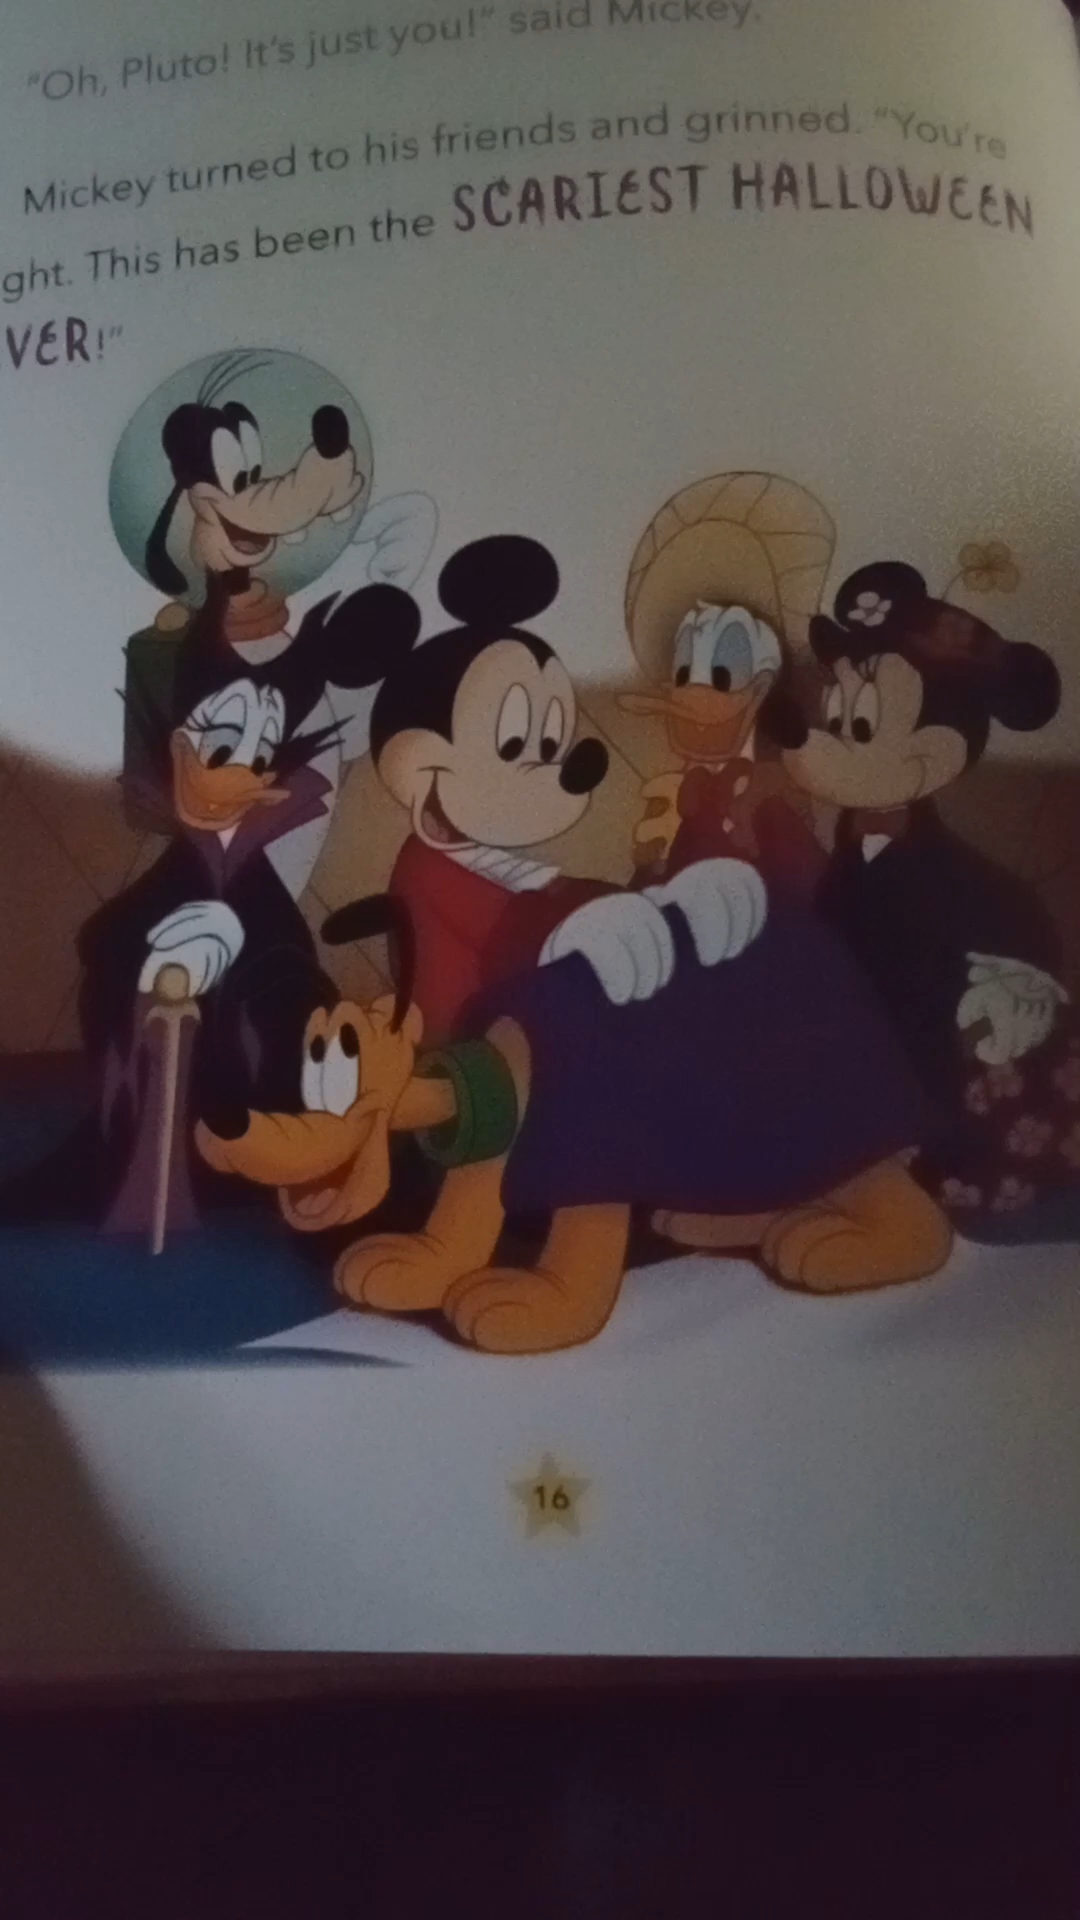 "Oh, Pluto! It's just you!" said Mickey.
Mickey turned to his friends and grinned. "You're
ght. This has been the SCARIEST HALLOWEEN
VER!"
16